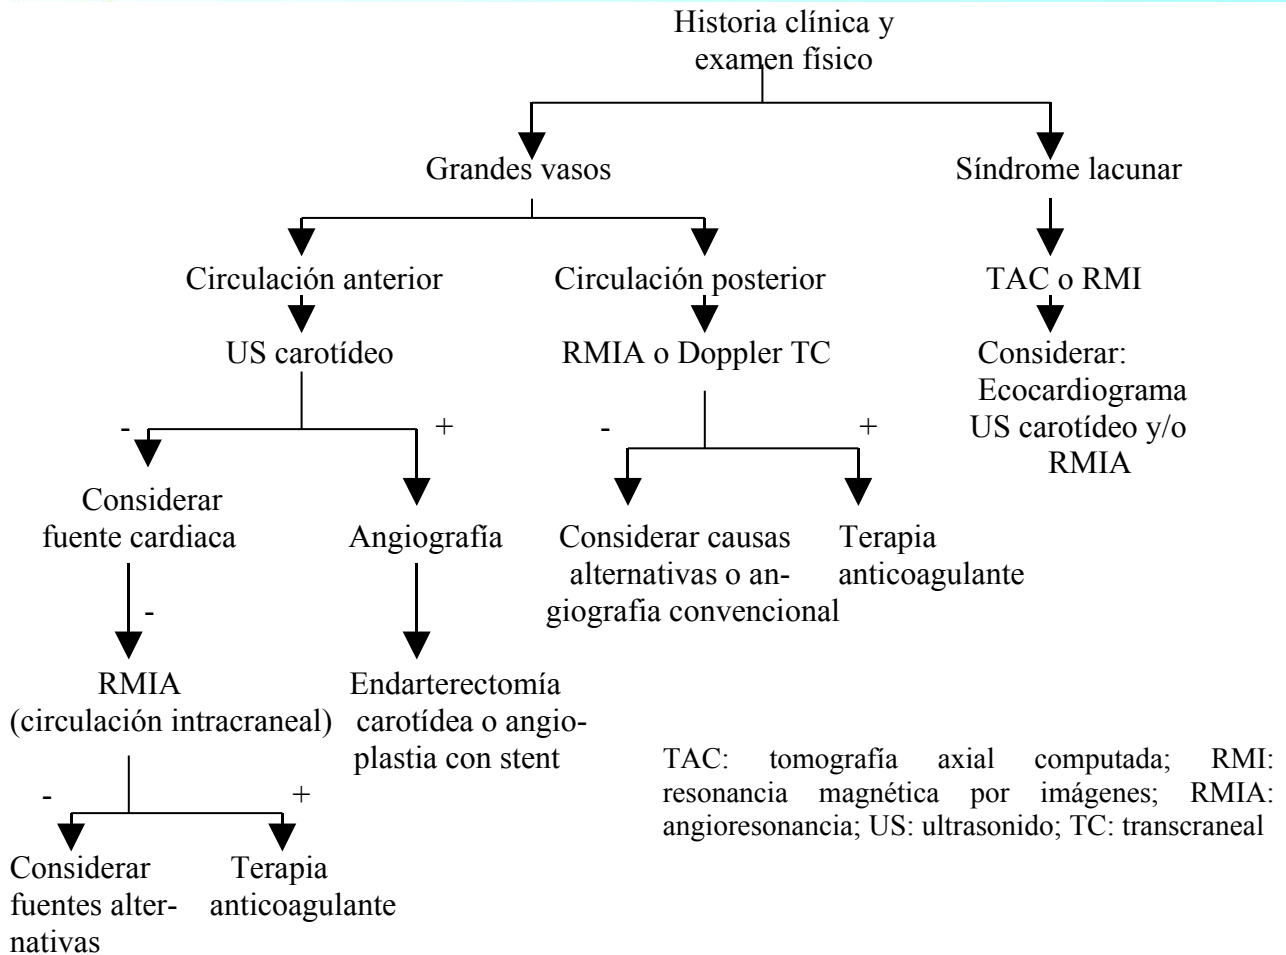 Historia clínica y
examen físico
Grandes vasos
Síndrome lacunar
Circulación anterior
Circulación posterior
TAC o RMI
US carotídeo
RMIA o Doppler TC
Considerar:
Ecocardiograma
US carotídeo y/o
RMIA
-
+
-
+
Considerar
fuente cardiaca
Angiografía
Considerar causas
alternativas o an-
giografia convencional
Terapia
anticoagulante
-
RMIA
(circulación intracraneal)
Endarterectomía
carotídea o angio-
plastia con stent
TAC: tomografía axial computada; RMI:
resonancia magnética por imágenes; RMIA:
angioresonancia; US: ultrasonido; TC: transcraneal
-
+
Considerar
fuentes alter-
nativas
Terapia
anticoagulante